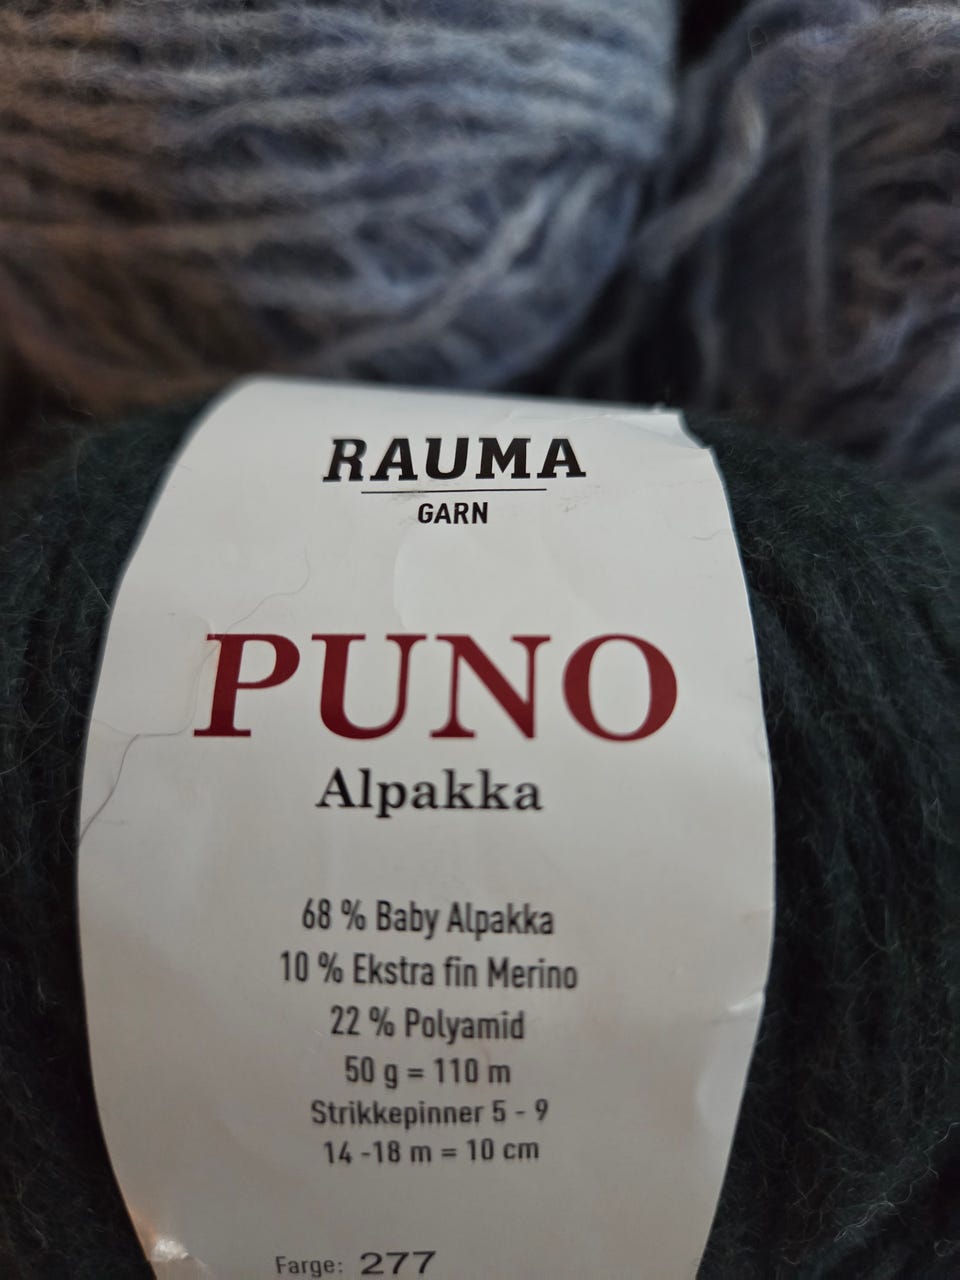 RAUMA
GARN
PUNO
Alpakka
68 % Baby Alpakka
10 % Ekstra fin Merino
22 % Polyamid
50 g = 110 m
Strikkepinner 5 - 9
14 -18 m = 10 cm
Farge: 277